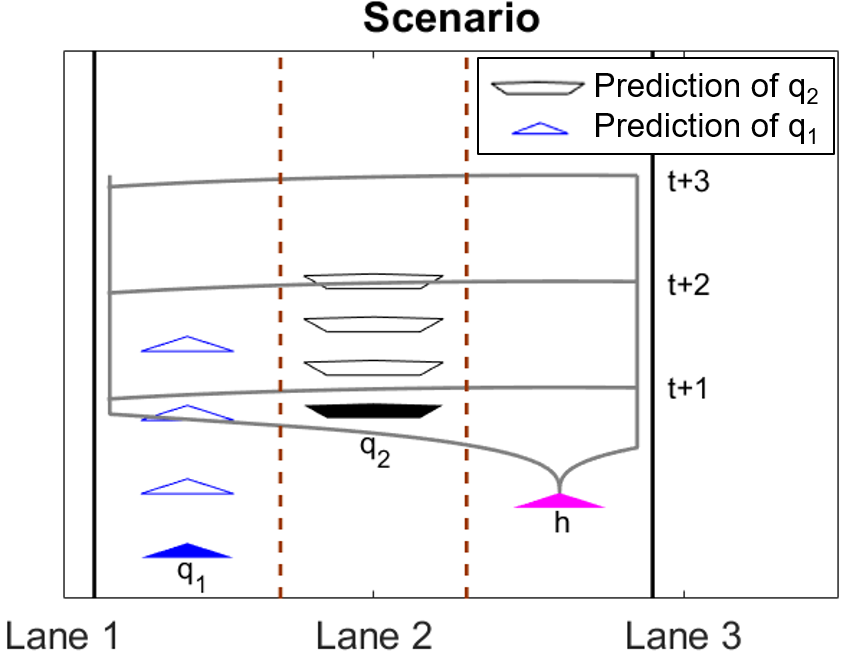 Scenario
Prediction of q2
Prediction of q1
t+3
t+2
t+1
q2
h
q1
Lane 1 Lane 2 Lane 3